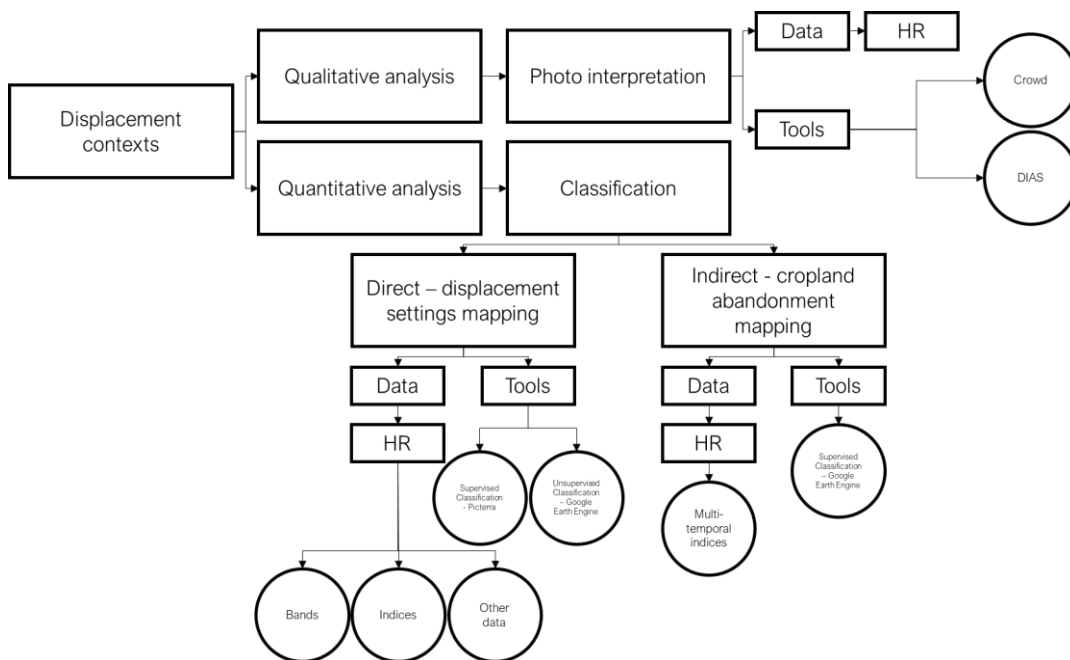 Data
HR
Qualitative analysis
Photo interpretation
Crowd
Displacement
contexts
Tools
Quantitative analysis
Classification
DIAS
Direct – displacement
settings mapping
Indirect - cropland
abandonment
mapping
Data
Tools
Data
Tools
HR
HR
Supervised
Classification
- Picterra
Unsupervised
Classification
– Google
Earth Engine
Supervised
Classification
– Google
Earth Engine
Multi-
temporal
indices
Bands
Indices
Other
data